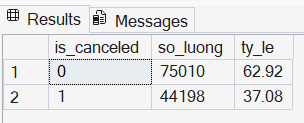 Results Messages
is_canceled so_luong ty_le
1 0 75010 62.92
2 1 44198 37.08